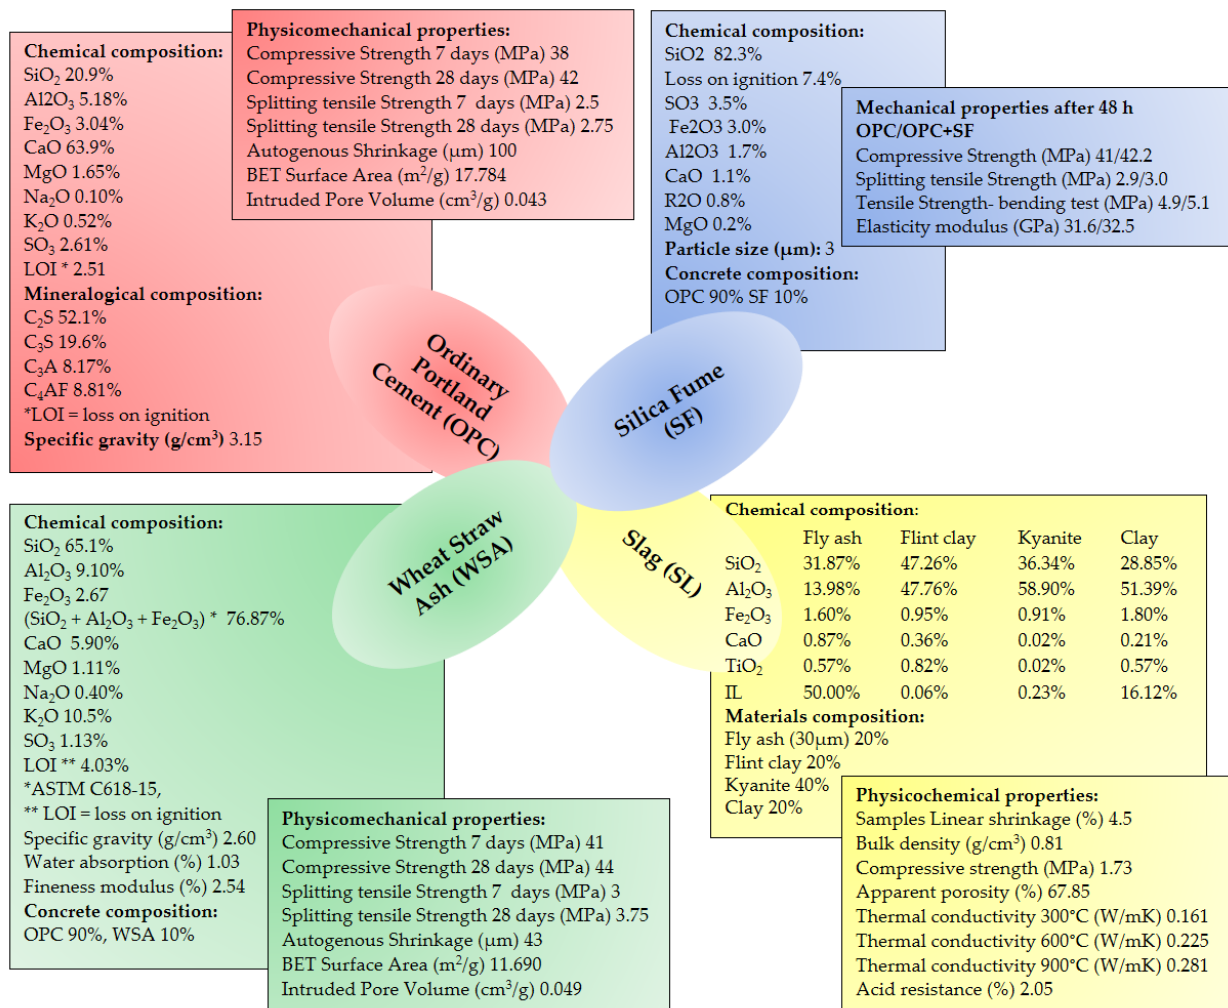 Chemical composition:
SiO₂ 20.9%
Al2O₃ 5.18%
Fe₂O₃ 3.04%
CaO 63.9%
MgO 1.65%
Na₂O 0.10%
K₂O 0.52%
SO₃ 2.61%
LOI * 2.51
Mineralogical composition:
C₂S 52.1%
C₃S 19.6%
C₃A 8.17%
C₄AF 8.81%
*LOI = loss on ignition
Specific gravity (g/cm³) 3.15
Physicomechanical properties:
Compressive Strength 7 days (MPa) 38
Compressive Strength 28 days (MPa) 42
Splitting tensile Strength 7 days (MPa) 2.5
Splitting tensile Strength 28 days (MPa) 2.75
Autogenous Shrinkage (μm) 100
BET Surface Area (m²/g) 17.784
Intruded Pore Volume (cm³/g) 0.043
Ordinary
Portland
Cement (OPC)
Chemical composition:
SiO2 82.3%
Loss on ignition 7.4%
SO3 3.5%
Fe2O3 3.0%
Al2O3 1.7%
CaO 1.1%
R2O 0.8%
MgO 0.2%
Particle size (μm): 3
Concrete composition:
OPC 90% SF 10%
Mechanical properties after 48 h
OPC/OPC+SF
Compressive Strength (MPa) 41/42.2
Splitting tensile Strength (MPa) 2.9/3.0
Tensile Strength- bending test (MPa) 4.9/5.1
Elasticity modulus (GPa) 31.6/32.5
Silica Fume
(SF)
Chemical composition:
SiO₂ 65.1%
Al₂O₃ 9.10%
Fe₂O₃ 2.67
(SiO₂ + Al₂O₃ + Fe₂O₃) * 76.87%
CaO 5.90%
MgO 1.11%
Na₂O 0.40%
K₂O 10.5%
SO₃ 1.13%
LOI ** 4.03%
*ASTM C618-15,
** LOI = loss on ignition
Specific gravity (g/cm³) 2.60
Water absorption (%) 1.03
Fineness modulus (%) 2.54
Concrete composition:
OPC 90%, WSA 10%
Physicomechanical properties:
Compressive Strength 7 days (MPa) 41
Compressive Strength 28 days (MPa) 44
Splitting tensile Strength 7 days (MPa) 3
Splitting tensile Strength 28 days (MPa) 3.75
Autogenous Shrinkage (μm) 43
BET Surface Area (m²/g) 11.690
Intruded Pore Volume (cm³/g) 0.049
Wheat Straw
Ash (WSA)
Slag (SL)
Chemical composition:
Fly ash Flint clay Kyanite Clay
SiO₂ 31.87% 47.26% 36.34% 28.85%
Al₂O₃ 13.98% 47.76% 58.90% 51.39%
Fe₂O₃ 1.60% 0.95% 0.91% 1.80%
CaO 0.87% 0.36% 0.02% 0.21%
TiO₂ 0.57% 0.82% 0.02% 0.57%
IL 50.00% 0.06% 0.23% 16.12%
Materials composition:
Fly ash (30μm) 20%
Flint clay 20%
Kyanite 40%
Clay 20%
Physicochemical properties:
Samples Linear shrinkage (%) 4.5
Bulk density (g/cm³) 0.81
Compressive strength (MPa) 1.73
Apparent porosity (%) 67.85
Thermal conductivity 300°C (W/mK) 0.161
Thermal conductivity 600°C (W/mK) 0.225
Thermal conductivity 900°C (W/mK) 0.281
Acid resistance (%) 2.05